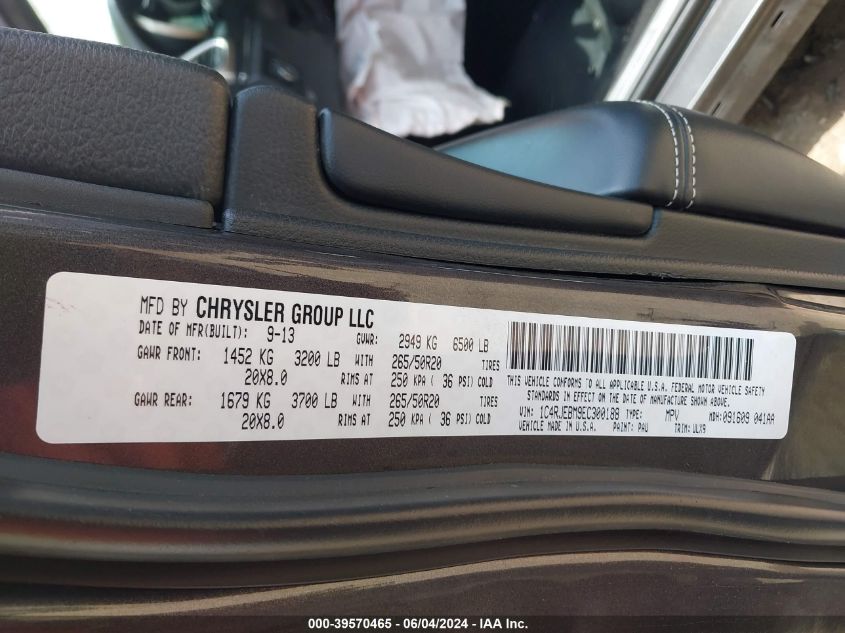 MFD BY CHRYSLER GROUP LLC
DATE OF MFR(BUILT): 9-13 GVWR: 2949 KG 6500 LB
GAWR FRONT: 1452 KG 3200 LB WITH 265/50R20 TIRES
20X8.0 RIMS AT 250 KPA ( 36 PSI) COLD
GAWR REAR: 1679 KG 3700 LB WITH 265/50R20 TIRES
20X8.0 RIMS AT 250 KPA ( 36 PSI) COLD
THIS VEHICLE CONFORMS TO ALL APPLICABLE U.S.A. FEDERAL MOTOR VEHICLE SAFETY
STANDARDS IN EFFECT ON THE DATE OF MANUFACTURE SHOWN ABOVE.
VIN: 1C4RJEBM9EC300188 TYPE: MPV MDH: 091609 041AA
VEHICLE MADE IN U.S.A. PAINT: PAU TRIM: ULX9
000-39570465 - 06/04/2024 - IAA Inc.